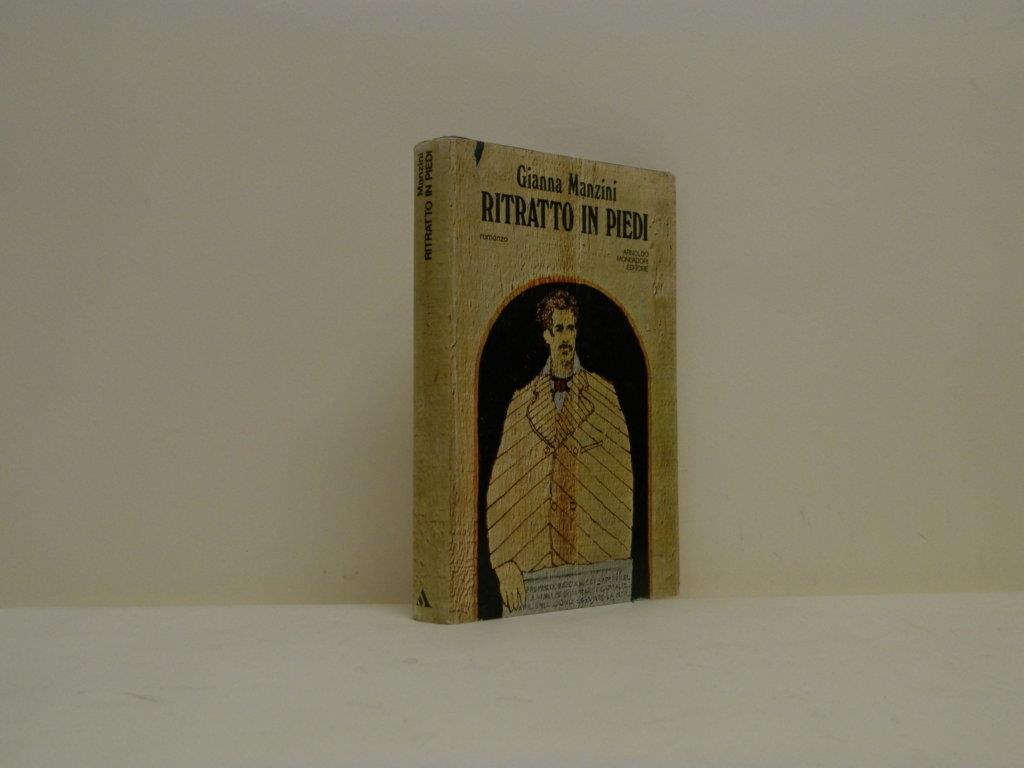 Manzini
RITRATTO IN PIEDI
Gianna Manzini
RITRATTO IN PIEDI
romanzo
ARNOLDO
MONDADORI
EDITORE